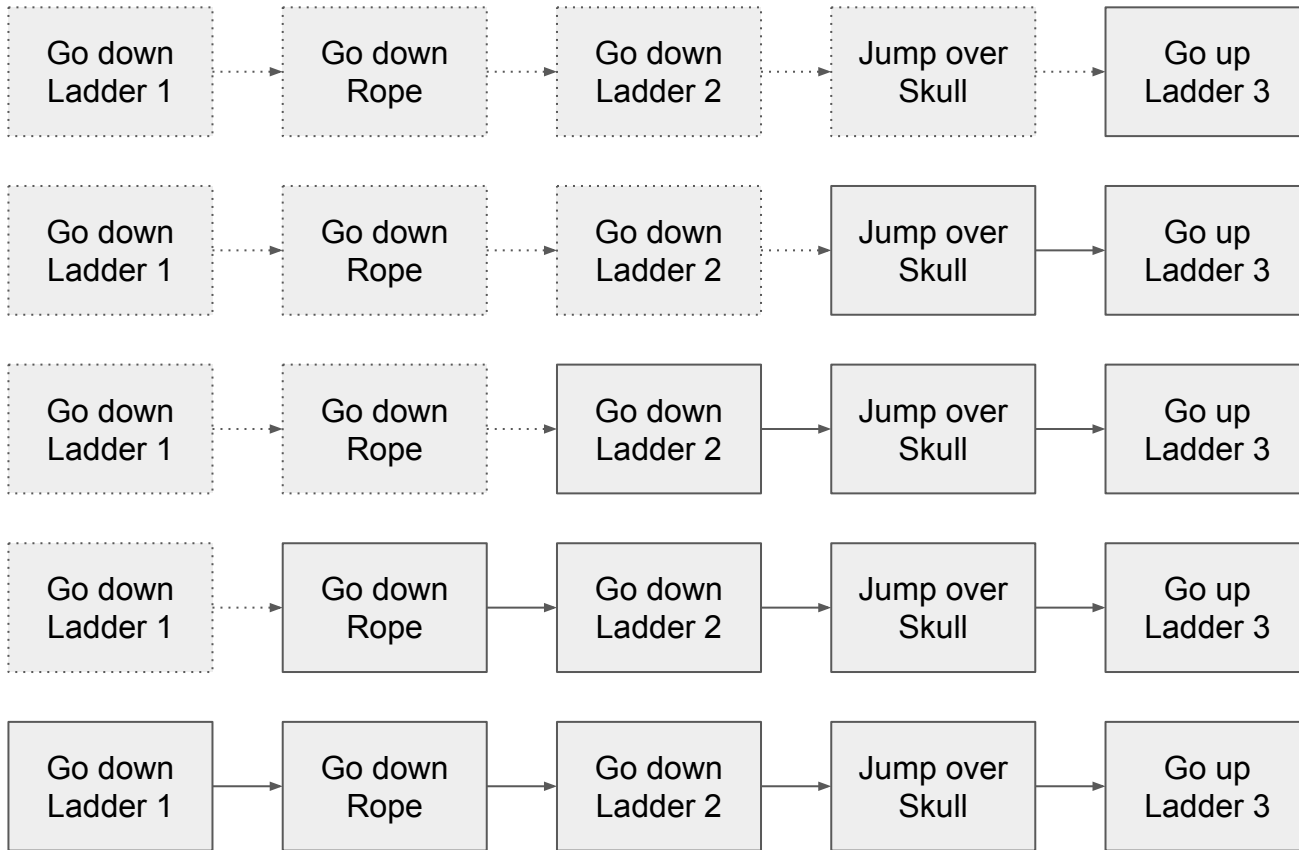 Go down
Ladder 1
Go down
Rope
Go down
Ladder 2
Jump over
Skull
Go up
Ladder 3
Go down
Ladder 1
Go down
Rope
Go down
Ladder 2
Jump over
Skull
Go up
Ladder 3
Go down
Ladder 1
Go down
Rope
Go down
Ladder 2
Jump over
Skull
Go up
Ladder 3
Go down
Ladder 1
Go down
Rope
Go down
Ladder 2
Jump over
Skull
Go up
Ladder 3
Go down
Ladder 1
Go down
Rope
Go down
Ladder 2
Jump over
Skull
Go up
Ladder 3